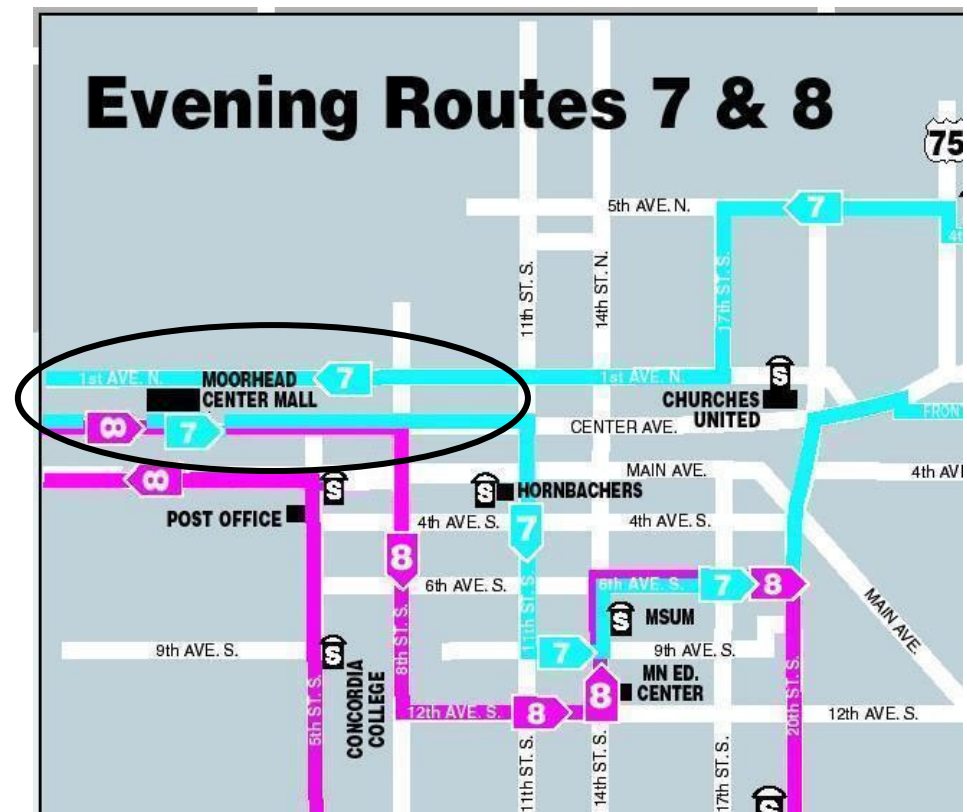 Evening Routes 7 & 8
75
5th AVE. N.
7
4t
11th ST. S.
14th ST. N.
17th ST. S.
1st AVE. N.
MOORHEAD
CENTER MALL
7
1st AVE. N.
S
CHURCHES
UNITED
FRONT
8
7
CENTER AVE.
MAIN AVE.
4th AV
8
S
S
HORNBACHERS
POST OFFICE
4th AVE. S.
7
4th AVE. S.
8
6th AVE. S.
6th AVE. S.
7
8
MAIN AVE.
S
MSUM
9th AVE. S.
S
8th ST. S.
11th ST. S.
7
9th AVE. S.
MN ED.
CENTER
8
5th ST. S.
CONCORDIA
COLLEGE
12th AVE. S.
8
20th ST. S.
12th AVE. S.
11th ST. S.
14th ST. S.
17th ST. S.
S